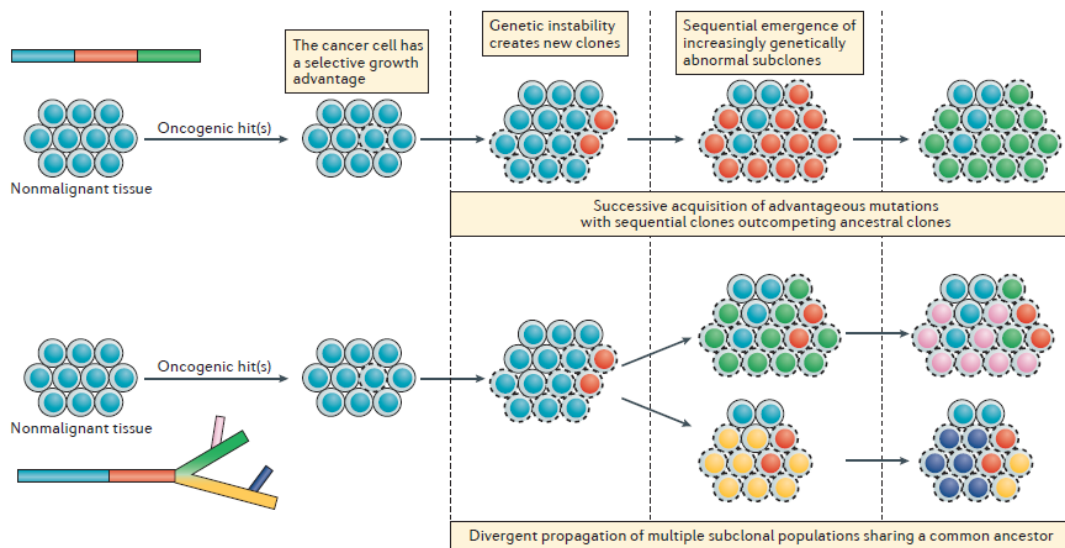 The cancer cell has
a selective growth
advantage
Genetic instability
creates new clones
Sequential emergence of
increasingly genetically
abnormal subclones
Oncogenic hit(s)
Nonmalignant tissue
Successive acquisition of advantageous mutations
with sequential clones outcompeting ancestral clones
Oncogenic hit(s)
Nonmalignant tissue
Divergent propagation of multiple subclonal populations sharing a common ancestor